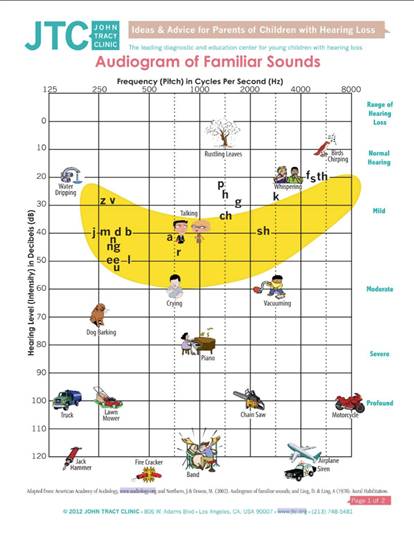 JTC JOHN TRACY CLINIC
Ideas & Advice for Parents of Children with Hearing Loss
The leading diagnostic and education center for young children with hearing loss
Audiogram of Familiar Sounds
Frequency (Pitch) in Cycles Per Second (Hz)
125 250 500 1000 2000 4000 8000
Hearing Level (Intensity) in Decibels (dB)
Range of Hearing Loss
0
Rustling Leaves
Birds Chirping
10
Normal Hearing
Water Dripping
Whispering
f s th
20
p
h
z v
g
k
30
Mild
Talking
ch
j m d b
a
sh
40
n
ng
r
ee l
50
u
Crying
Vacuuming
60
Moderate
70
Dog Barking
Piano
80
Severe
90
100
Profound
Truck
Lawn Mower
Chain Saw
Motorcycle
110
120
Jack Hammer
Fire Cracker
Band
Airplane
Siren
Adapted from: American Academy of Audiology, www.audiology.org and Northern, J & Downs, M. (2002). Audiogram of familiar sounds; and Ling, D. & Ling, A (1978). Aural Habilitation.
Page 1 of 2
© 2012 JOHN TRACY CLINIC • 806 W. Adams Blvd • Los Angeles, CA, USA 90007 • www.jtc.org • (213) 748-5481